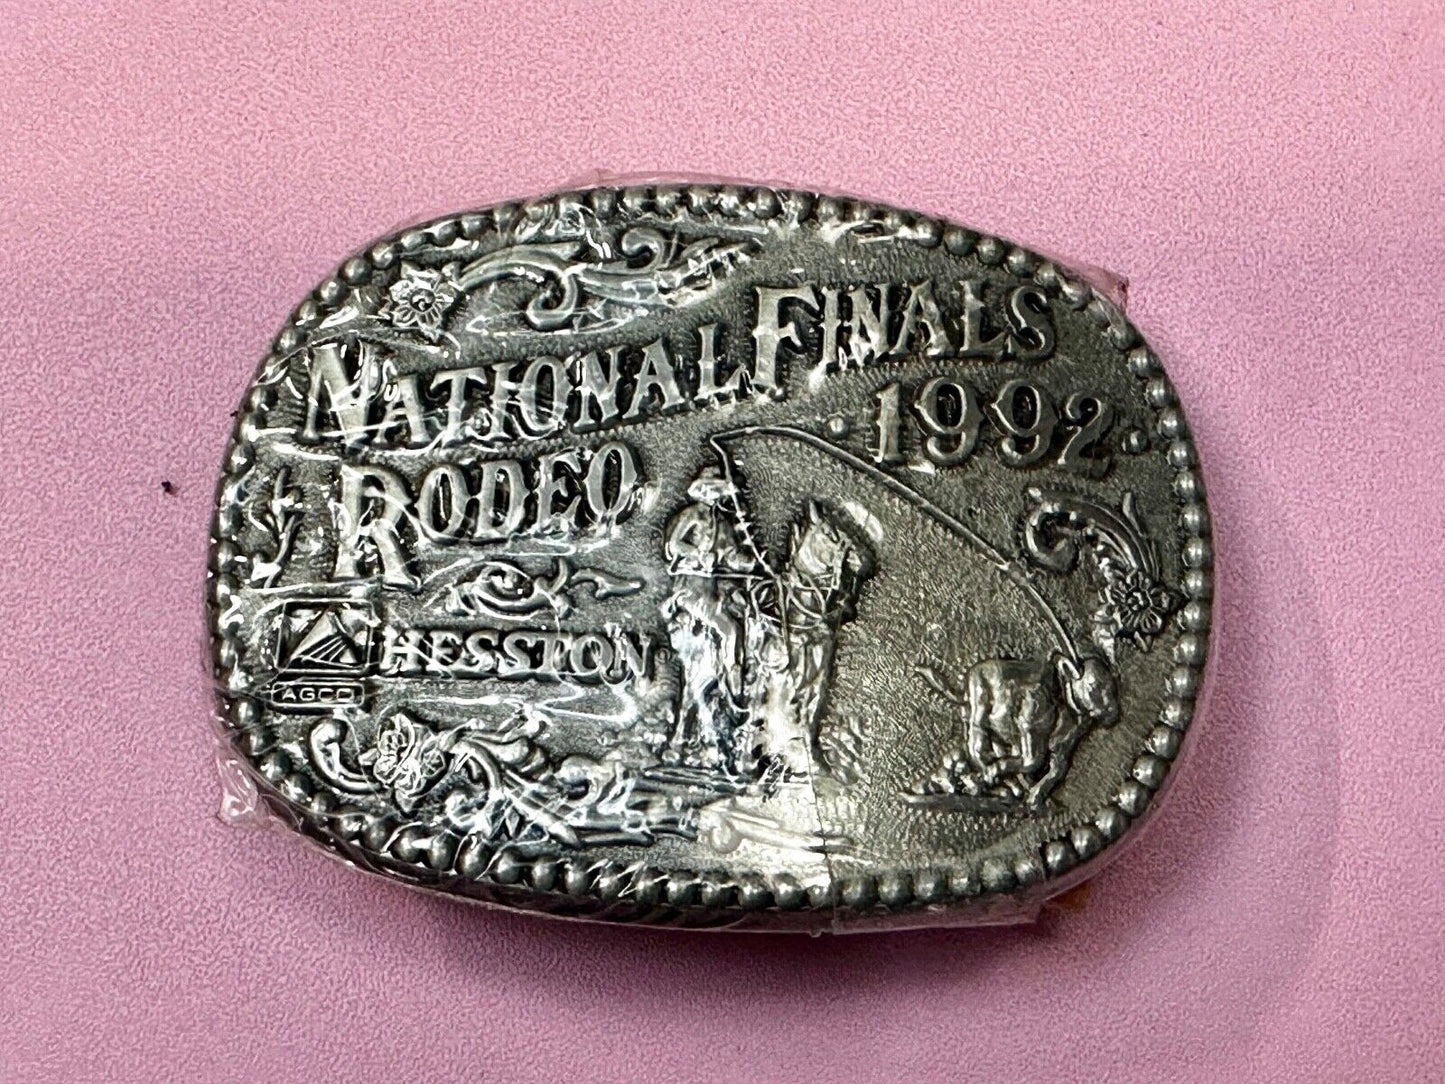 NATIONAL FINALS
· 1992 ·
RODEO
HESSTON
AGCO